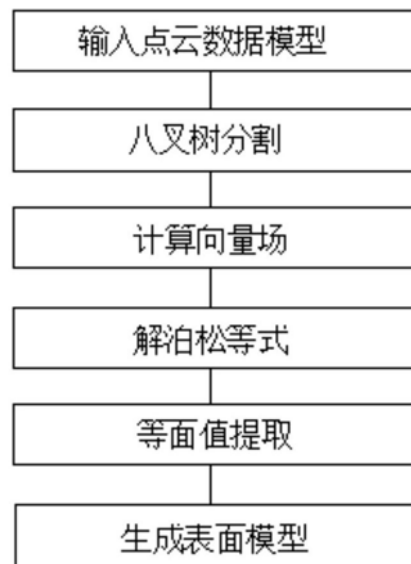 输入点云数据模型
八叉树分割
计算向量场
解泊松等式
等面值提取
生成表面模型